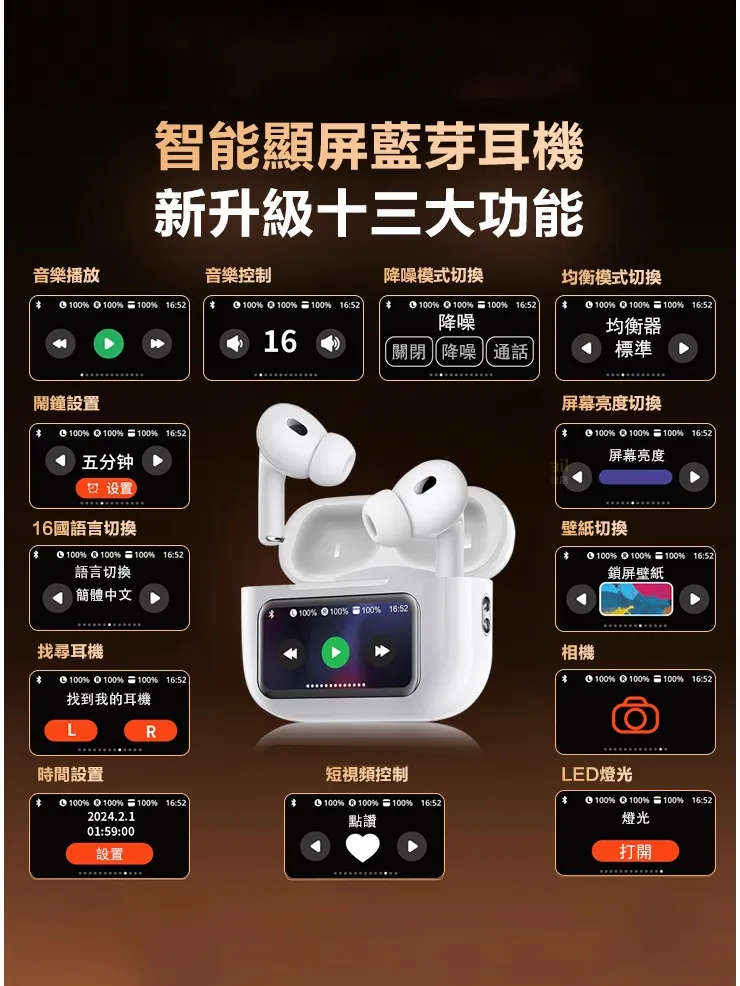 智能顯屏藍芽耳機
新升級十三大功能
音樂播放
音樂控制
降噪模式切換
均衡模式切換
L 100% R 100% 100% 16:52
L 100% R 100% 100% 16:52
16
L 100% R 100% 100% 16:52
降噪
關閉 降噪 通話
L 100% R 100% 100% 16:52
均衡器
標準
鬧鐘設置
屏幕亮度切換
L 100% R 100% 100% 16:52
五分钟
設置
L 100% R 100% 100% 16:52
屏幕亮度
16國語言切換
壁紙切換
L 100% R 100% 100% 16:52
語言切換
簡體中文
L 100% R 100% 100% 16:52
鎖屏壁紙
L 100% R 100% 100% 16:52
找尋耳機
相機
L 100% R 100% 100% 16:52
找到我的耳機
L R
L 100% R 100% 100% 16:52
時間設置
短視頻控制
LED燈光
L 100% R 100% 100% 16:52
2024.2.1
01:59:00
設置
L 100% R 100% 100% 16:52
點讚
L 100% R 100% 100% 16:52
燈光
打開